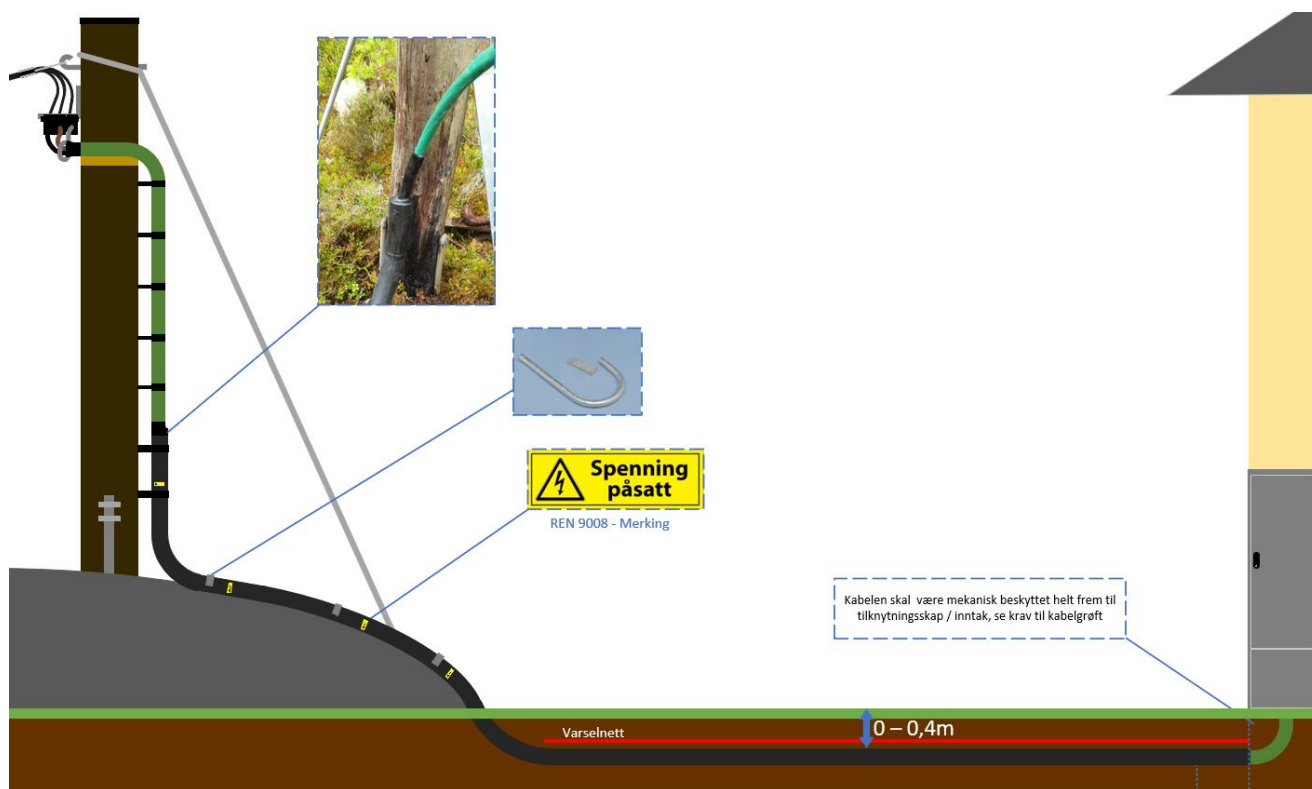 Spenning
påsatt
REN 9008 - Merking
Kabelen skal være mekanisk beskyttet helt frem til
tilknytningsskap / inntak, se krav til kabelgrøft
Varselnett
0 – 0,4m